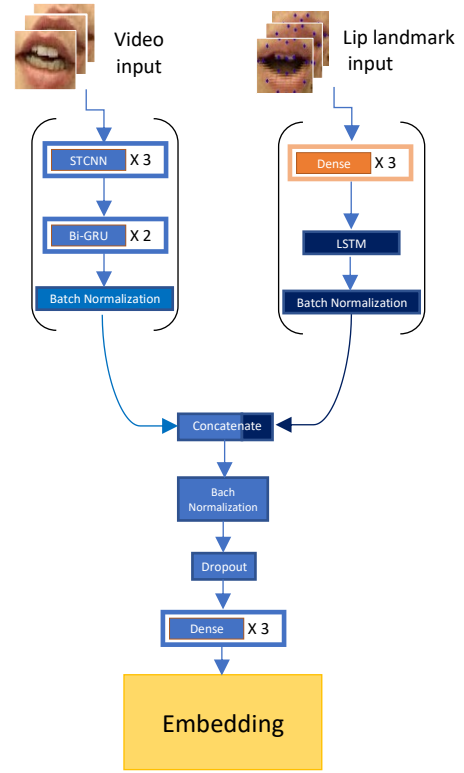 Video
input
Lip landmark
input
STCNN X 3
Dense X 3
Bi-GRU X 2
LSTM
Batch Normalization
Batch Normalization
Concatenate
Bach
Normalization
Dropout
Dense X 3
Embedding